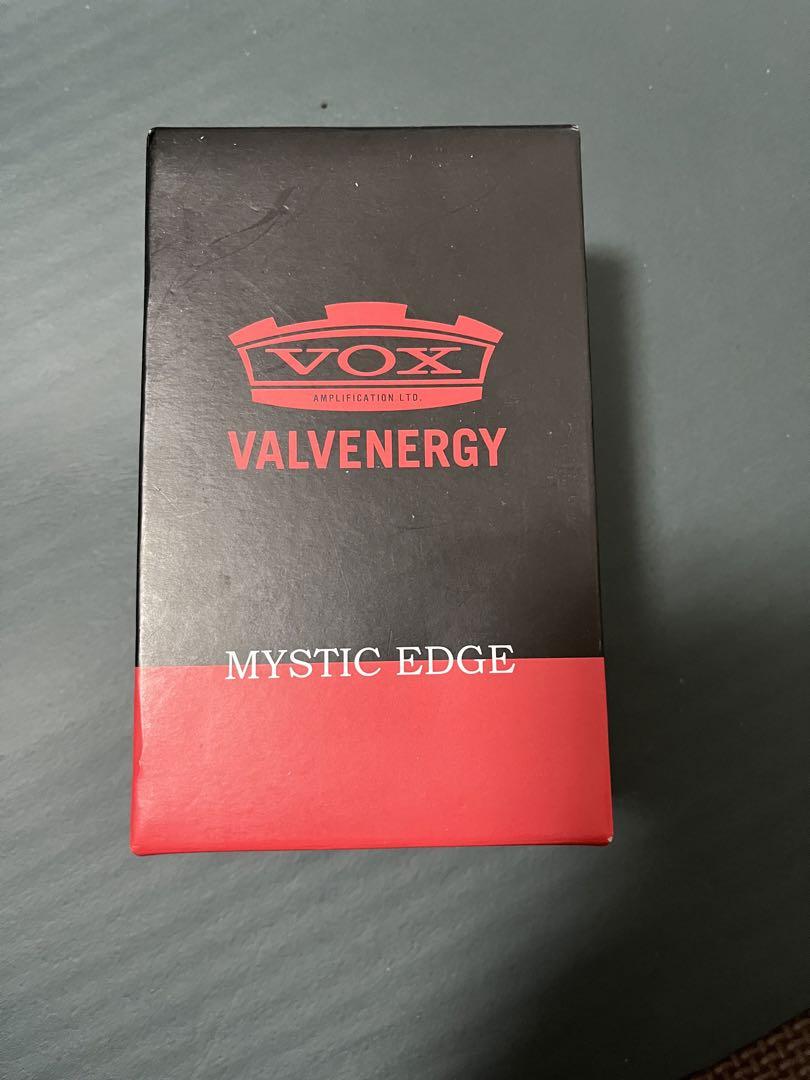 VOX
AMPLIFICATION LTD.
VALVENERGY
MYSTIC EDGE